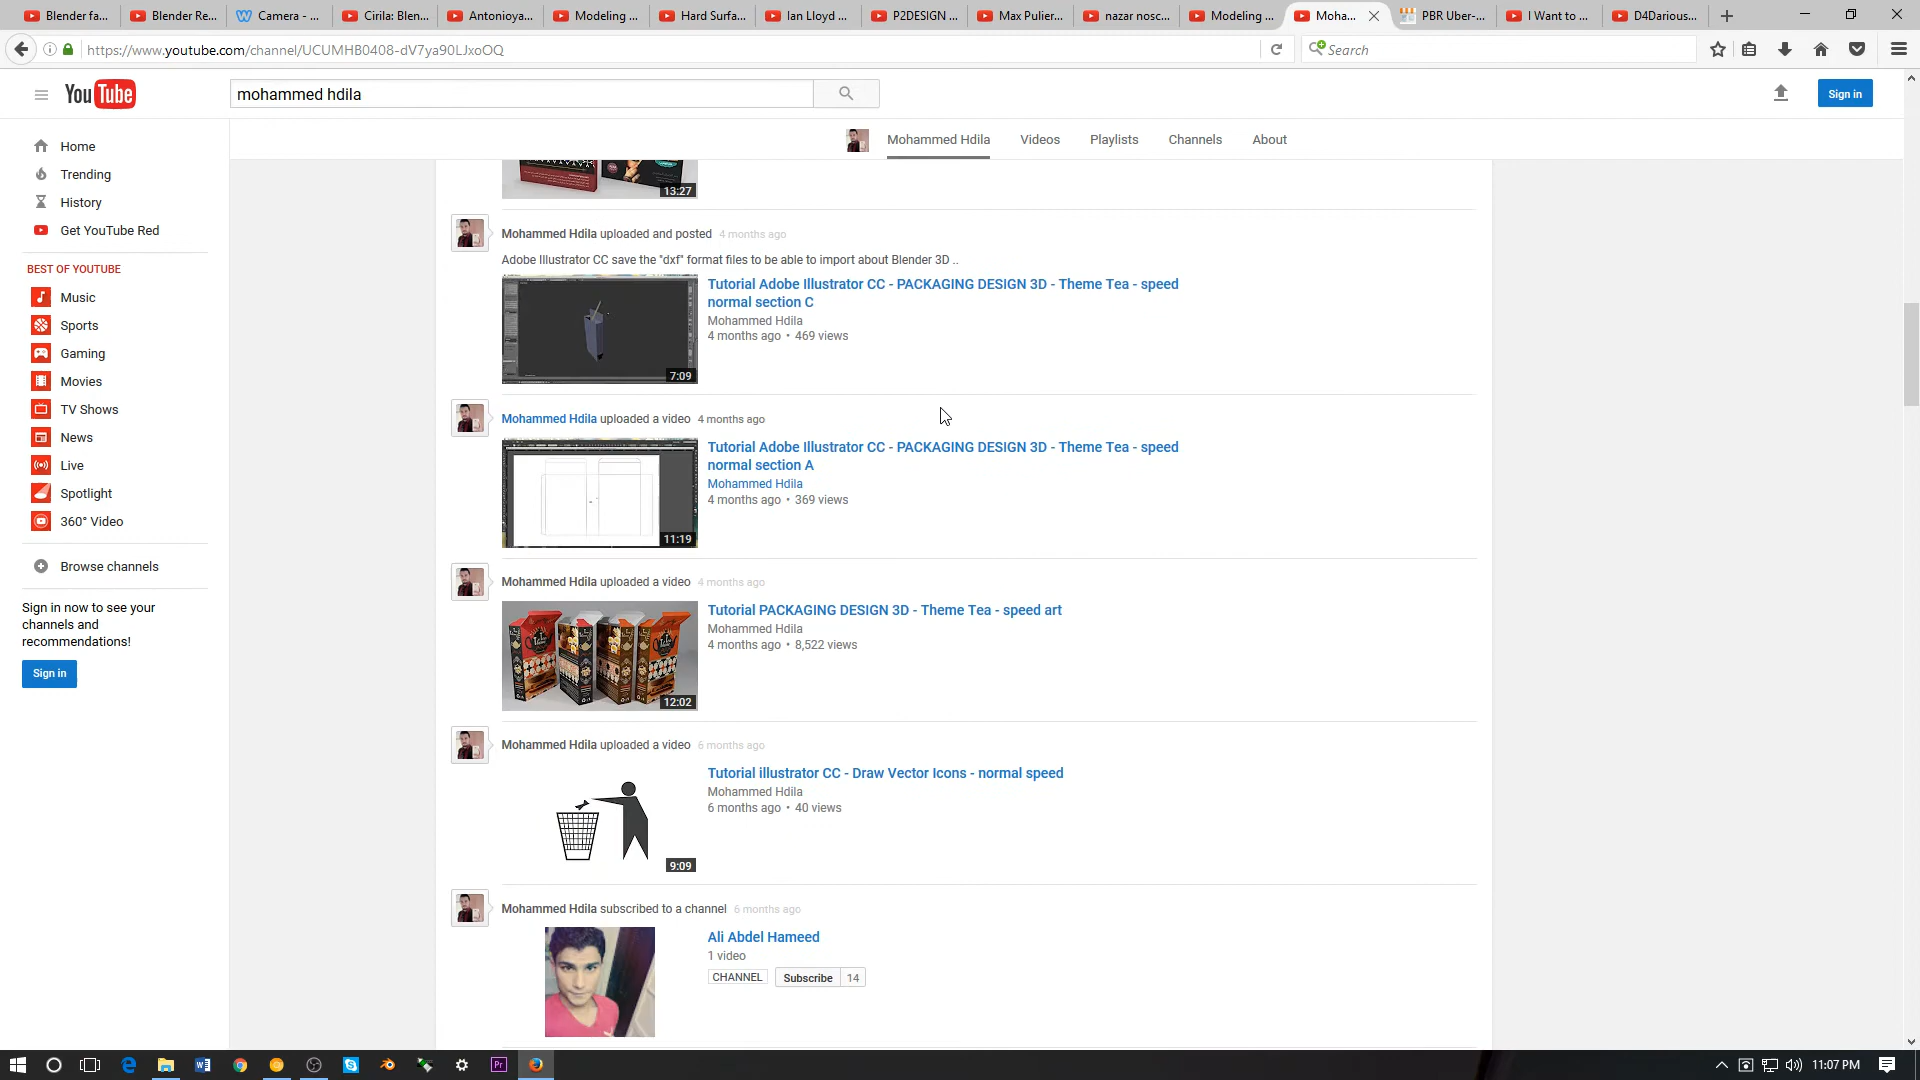 Blender fa...
Blender Re...
Camera - ...
Cirila: Blen...
Antonioya...
Modeling ...
Hard Surfa...
Ian Lloyd ...
P2DESIGN ...
Max Pulier...
nazar nosc...
Modeling ...
Moha...
PBR Uber-...
I Want to ...
D4Darious...
https://www.youtube.com/channel/UCUMHB0408-dV7ya90LJxoOQ
Search
YouTube
mohammed hdila
Sign in
Mohammed Hdila
Videos
Playlists
Channels
About
Home
Trending
History
Get YouTube Red
BEST OF YOUTUBE
Music
Sports
Gaming
Movies
TV Shows
News
Live
Spotlight
360° Video
Browse channels
Sign in now to see your
channels and
recommendations!
Sign in
13:27
Mohammed Hdila uploaded and posted 4 months ago
Adobe Illustrator CC save the "dxf" format files to be able to import about Blender 3D ..
7:09
Tutorial Adobe Illustrator CC - PACKAGING DESIGN 3D - Theme Tea - speed
normal section C
Mohammed Hdila
4 months ago • 469 views
Mohammed Hdila uploaded a video 4 months ago
11:19
Tutorial Adobe Illustrator CC - PACKAGING DESIGN 3D - Theme Tea - speed
normal section A
Mohammed Hdila
4 months ago • 369 views
Mohammed Hdila uploaded a video 4 months ago
12:02
Tutorial PACKAGING DESIGN 3D - Theme Tea - speed art
Mohammed Hdila
4 months ago • 8,522 views
Mohammed Hdila uploaded a video 6 months ago
9:09
Tutorial illustrator CC - Draw Vector Icons - normal speed
Mohammed Hdila
6 months ago • 40 views
Mohammed Hdila subscribed to a channel 6 months ago
Ali Abdel Hameed
1 video
CHANNEL
Subscribe 14
11:07 PM